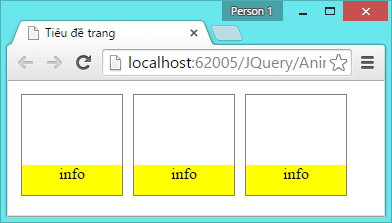 Person 1
Tiêu đề trang
localhost:62005/JQuery/Anin
info info info